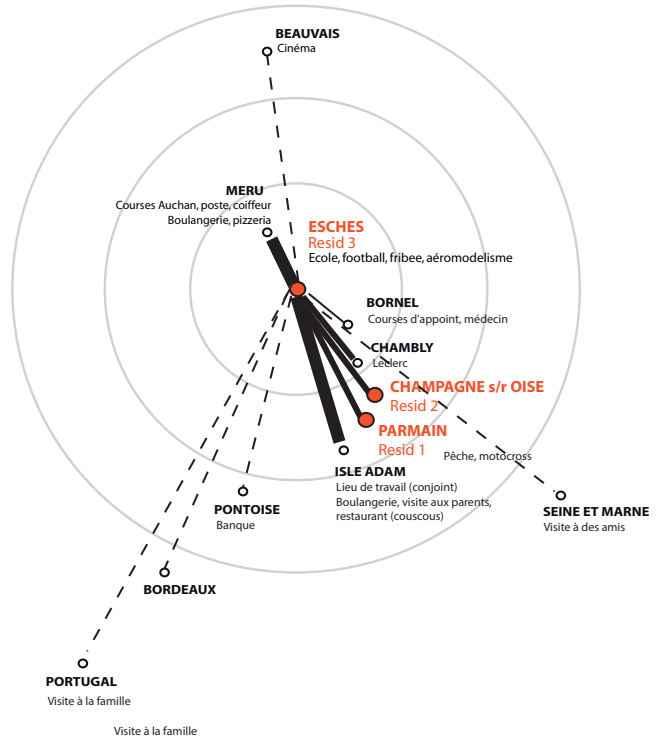 BEAUVAIS
Cinéma
MERU
Courses Auchan, poste, coiffeur
Boulangerie, pizzeria
ESCHES
Resid 3
Ecole, football, fribee, aéromodelisme
BORNEL
Courses d'appoint, médecin
CHAMBLY
Leclerc
CHAMPAGNE s/r OISE
Resid 2
PARMAIN
Resid 1
Pêche, motocross
ISLE ADAM
Lieu de travail (conjoint)
Boulangerie, visite aux parents,
restaurant (couscous)
PONTOISE
Banque
SEINE ET MARNE
Visite à des amis
BORDEAUX
PORTUGAL
Visite à la famille
Visite à la famille